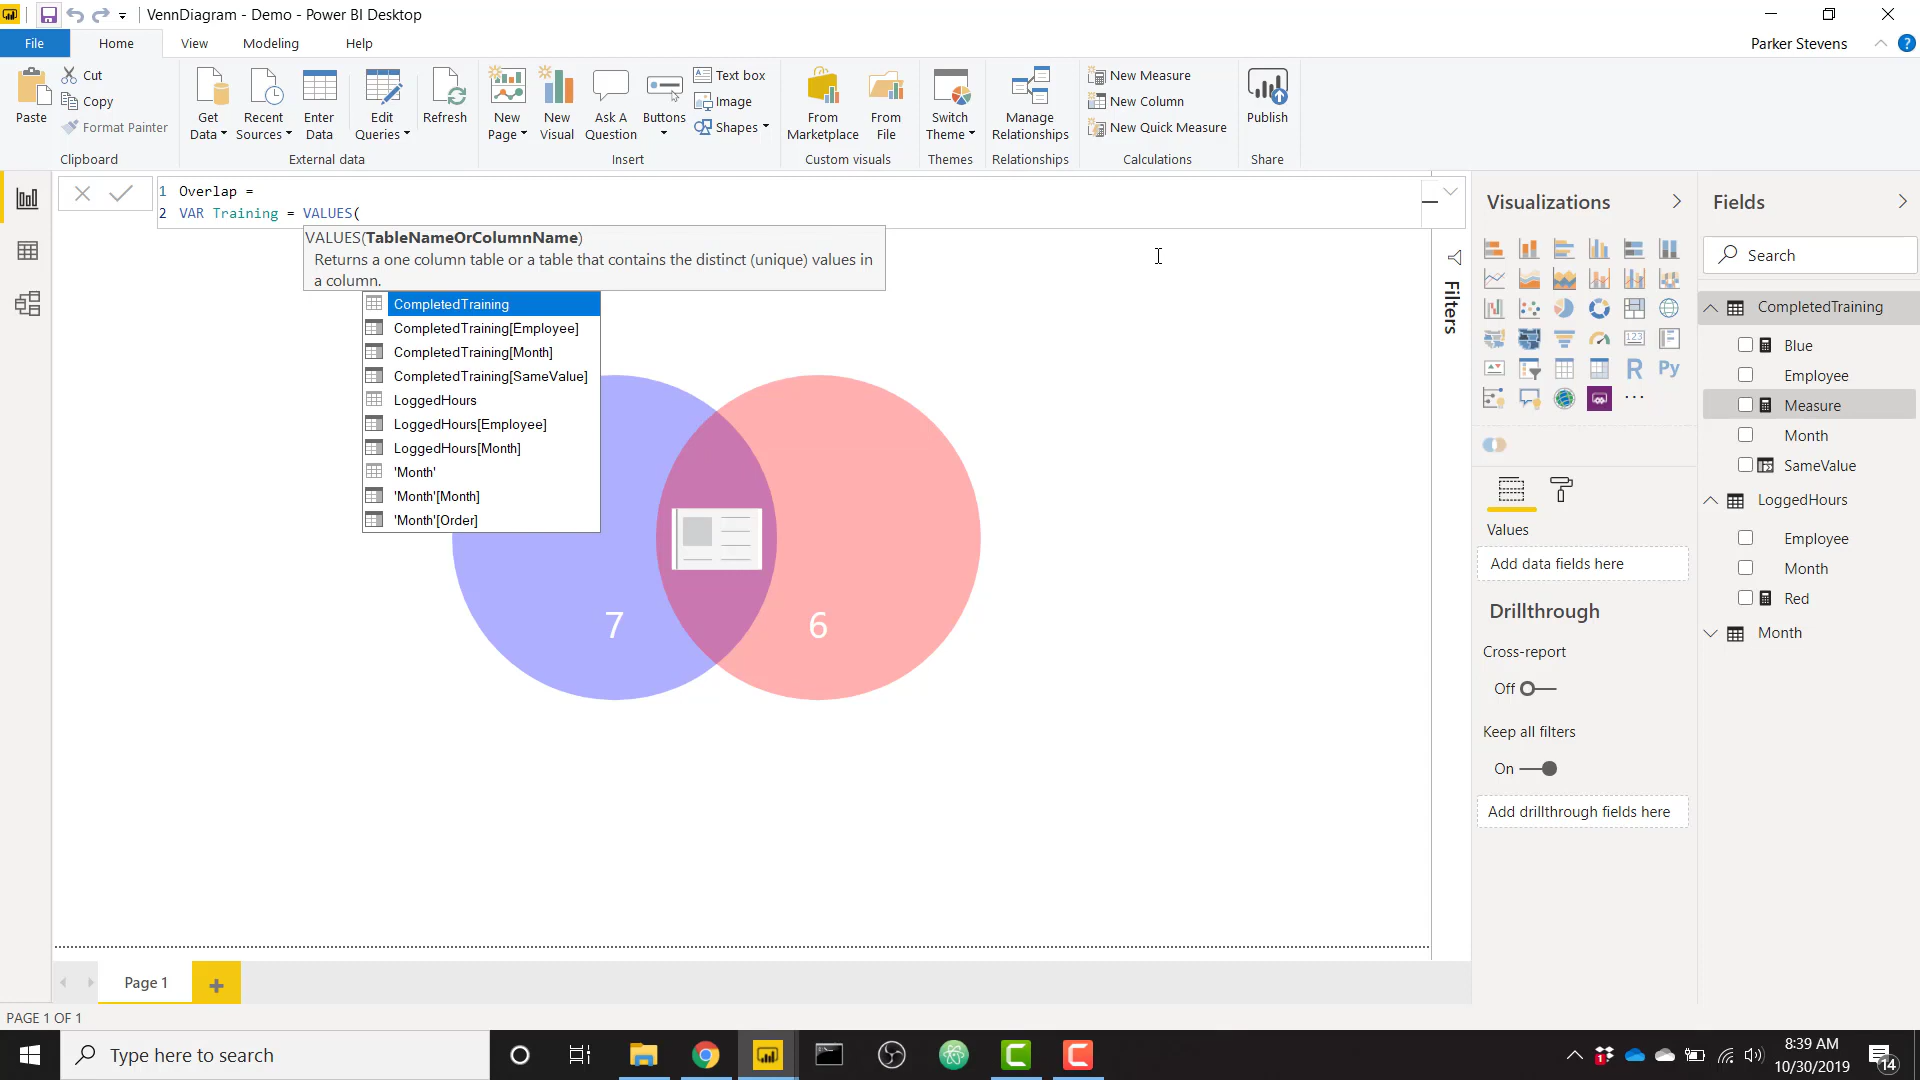 VennDiagram - Demo - Power BI Desktop
File
Home
View
Modeling
Help
Parker Stevens
?
Paste
Cut
Copy
Format Painter
Get
Data
Recent
Sources
Enter
Data
Edit
Queries
Refresh
New
Page
New
Visual
Ask A
Question
Buttons
Text box
Image
Shapes
From
Marketplace
From
File
Switch
Theme
Manage
Relationships
New Measure
New Column
New Quick Measure
Publish
Clipboard
External data
Insert
Custom visuals
Themes
Relationships
Calculations
Share
1 Overlap =
2 VAR Training = VALUES(
VALUES(TableNameOrColumnName)
Returns a one column table or a table that contains the distinct (unique) values in
a column.
CompletedTraining
CompletedTraining[Employee]
CompletedTraining[Month]
CompletedTraining[SameValue]
LoggedHours
LoggedHours[Employee]
LoggedHours[Month]
'Month'
'Month'[Month]
'Month'[Order]
7
6
Filters
Visualizations
123
R
Py
Values
Add data fields here
Drillthrough
Cross-report
Off
Keep all filters
On
Add drillthrough fields here
Fields
Search
CompletedTraining
Blue
Employee
Measure
Month
SameValue
LoggedHours
Employee
Month
Red
Month
Page 1
PAGE 1 OF 1
Type here to search
1
8:39 AM
10/30/2019
14